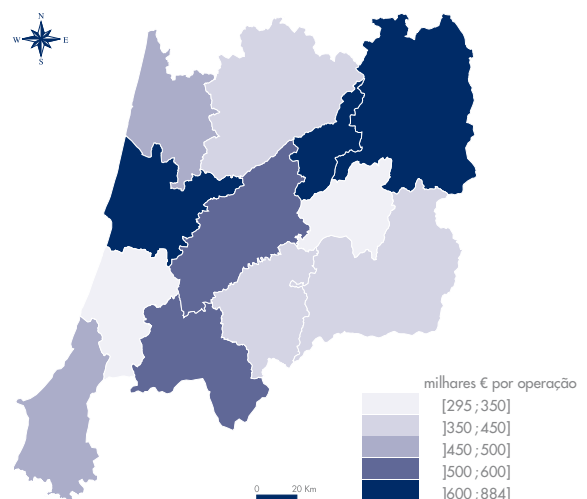 N
W E
S
milhares € por operação
[295 ; 350]
]350 ; 450]
]450 ; 500]
]500 ; 600]
]600 ; 884]
0 20 Km